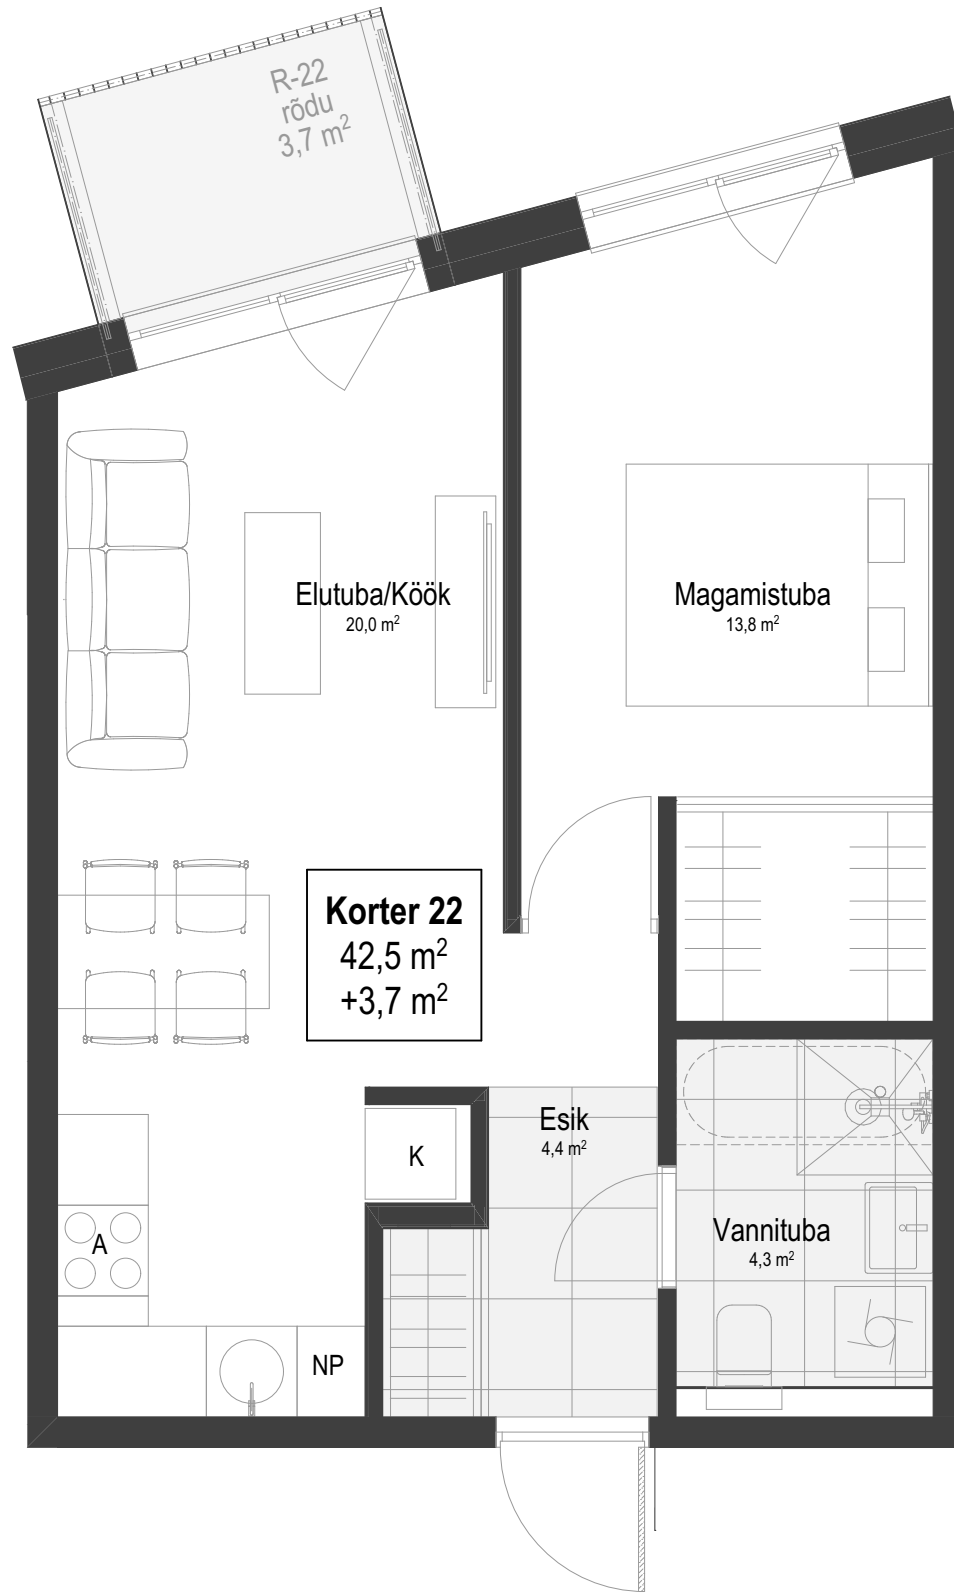 R-22
rõdu
3,7 m²
Elutuba/Köök
20,0 m²
Magamistuba
13,8 m²
Korter 22
42,5 m²
+3,7 m²
K
Esik
4,4 m²
A
Vannituba
4,3 m²
NP